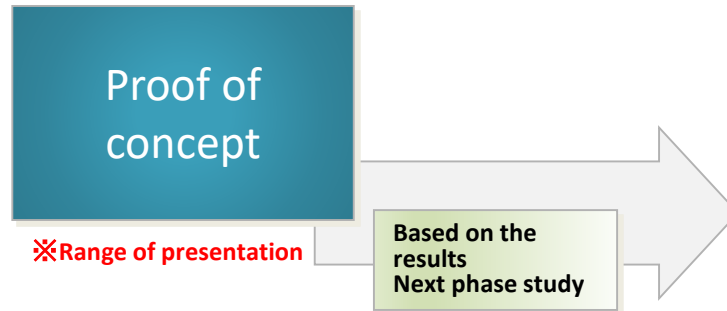 Proof of
concept
※Range of presentation
Based on the
results
Next phase study